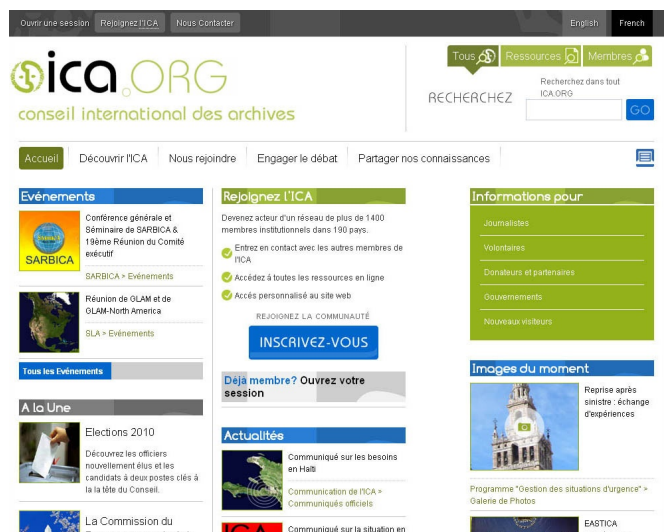 Ouvrir une session
Rejoignez l'ICA
Nous Contacter
English
French
ica.ORG
conseil international des archives
Tous
Ressources
Membres
RECHERCHEZ
Recherchez dans tout
ICA.ORG
GO
Accueil
Découvrir l'ICA
Nous rejoindre
Engager le débat
Partager nos connaissances
Evénements
SARBICA
Conférence générale et
Séminaire de SARBICA &
19ème Réunion du Comité
exécutif
SARBICA > Evénements
Réunion de GLAM et de
GLAM-North America
SLA > Evénements
Tous les Evénements
A la Une
Elections 2010
Découvrez les officiers
nouvellement élus et les
candidats à deux postes clés à
la la tête du Conseil.
La Commission du
Rejoignez l'ICA
Devenez acteur d'un réseau de plus de 1400
membres institutionnels dans 190 pays.
Entrez en contact avec les autres membres de
l'ICA
Accédez à toutes les ressources en ligne
Accés personnalisé au site web
REJOIGNEZ LA COMMUNAUTÉ
INSCRIVEZ-VOUS
Déjà membre? Ouvrez votre
session
Actualités
Communiqué sur les besoins
en Haïti
Communication de l'ICA >
Communiqués officiels
ICA
Communiqué sur la situation en
Informations pour
Journalistes
Volontaires
Donateurs et partenaires
Gouvernements
Nouveaux visiteurs
Images du moment
Reprise après
sinistre : échange
d'expériences
Programme "Gestion des situations d'urgence" >
Galerie de Photos
EASTICA